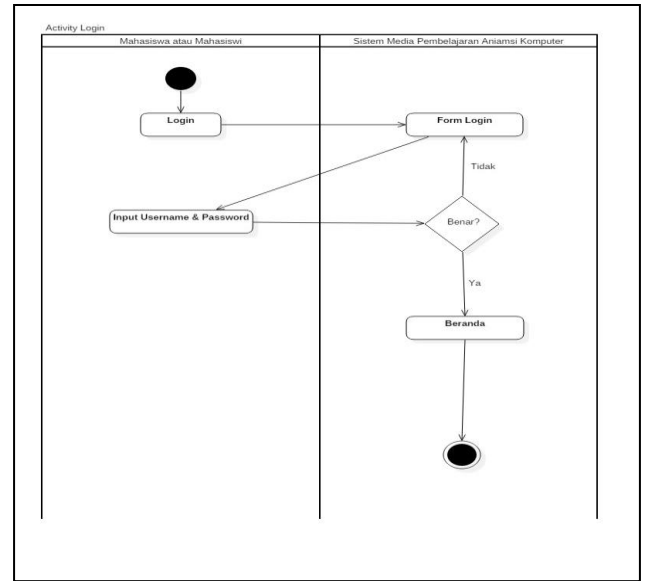 Activity Login
Mahasiswa atau Mahasiswi
Sistem Media Pembelajaran Aniamsi Komputer
Login
Form Login
Tidak
Input Username & Password
Benar?
Ya
Beranda